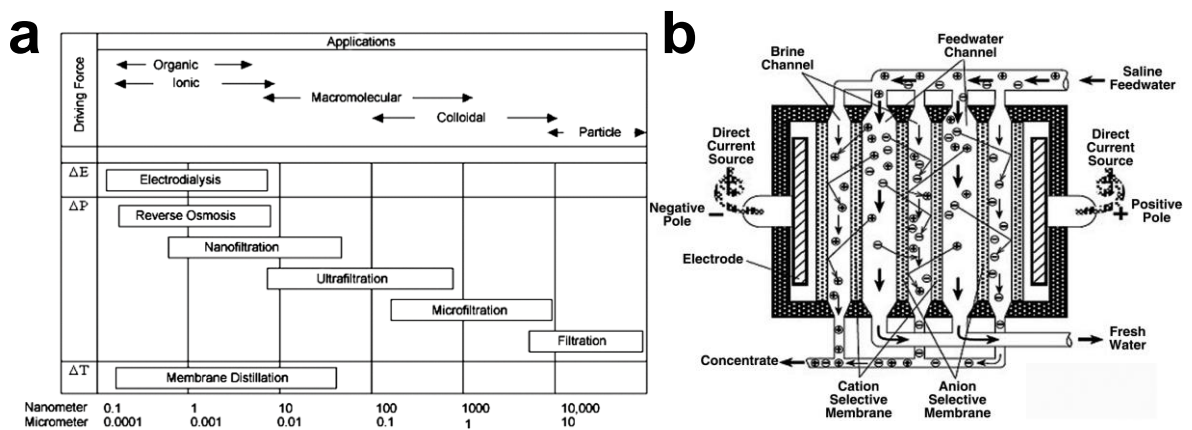 a
Applications
Driving Force
Organic
Ionic
Macromolecular
Colloidal
Particle
ΔE
Electrodialysis
ΔP
Reverse Osmosis
Nanofiltration
Ultrafiltration
Microfiltration
Filtration
ΔT
Membrane Distillation
Nanometer 0.1 1 10 100 1000 10,000
Micrometer 0.0001 0.001 0.01 0.1 1 10
b
Brine
Channel
Feedwater
Channel
Saline
Feedwater
Direct
Current
Source
Direct
Current
Source
Negative
Pole
−
+
Positive
Pole
Electrode
Fresh
Water
Concentrate
Cation
Selective
Membrane
Anion
Selective
Membrane